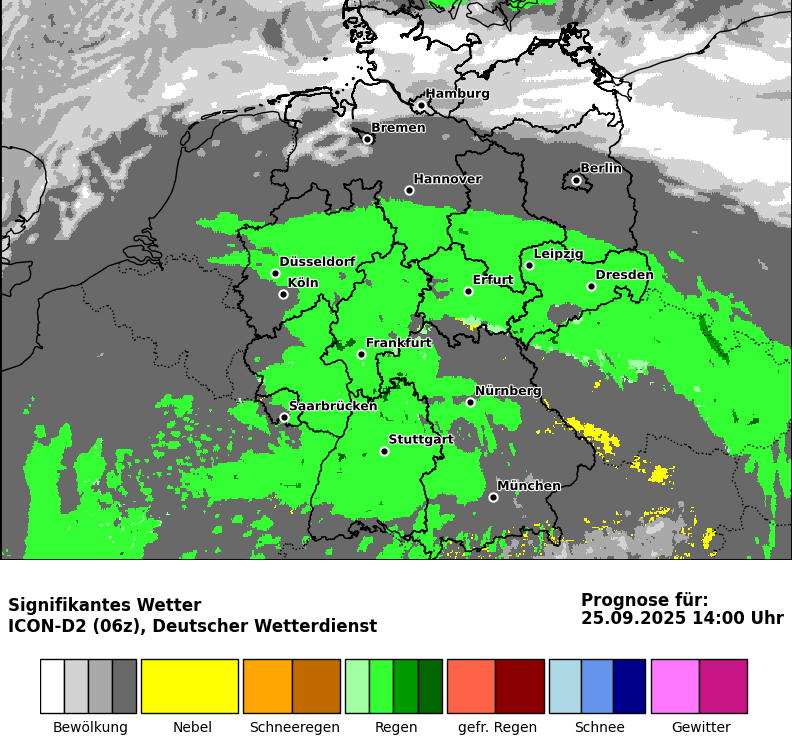 Hamburg
Bremen
Berlin
Hannover
Leipzig
Düsseldorf
Dresden
Köln
Erfurt
Frankfurt
Nürnberg
Saarbrücken
Stuttgart
München
Signifikantes Wetter
ICON-D2 (06z), Deutscher Wetterdienst
Prognose für:
25.09.2025 14:00 Uhr
Bewölkung Nebel Schneeregen Regen gefr. Regen Schnee Gewitter